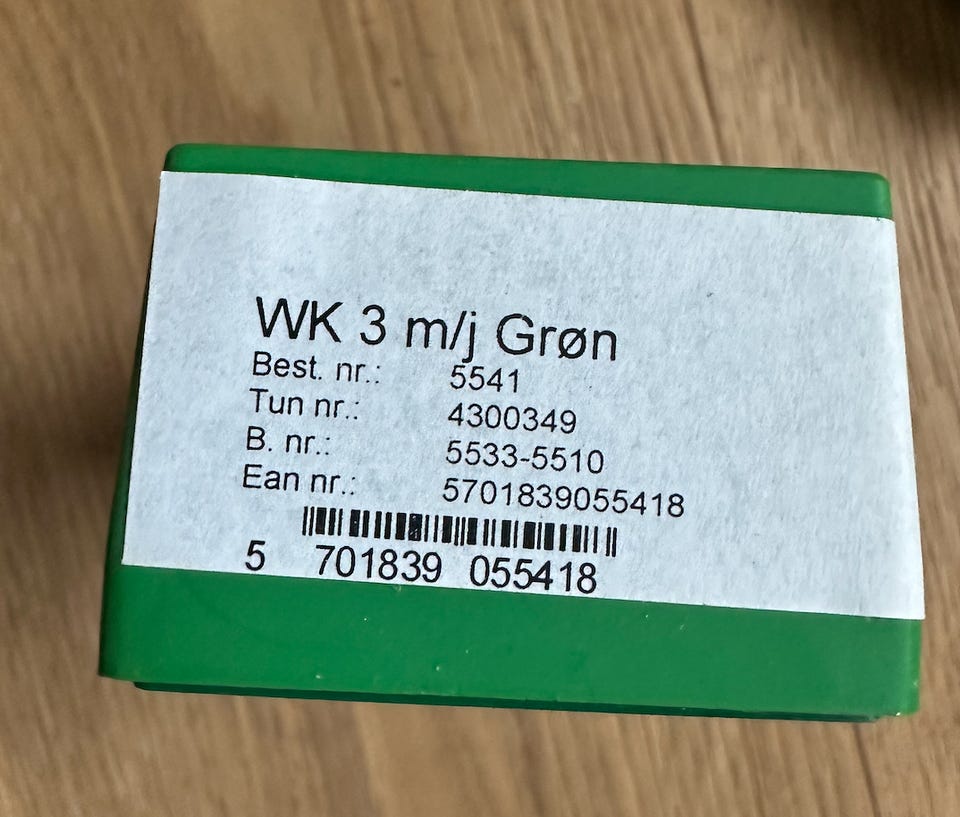 WK 3 m/j Grøn
Best. nr.: 5541
Tun nr.: 4300349
B. nr.: 5533-5510
Ean nr.: 5701839055418
5 701839 055418